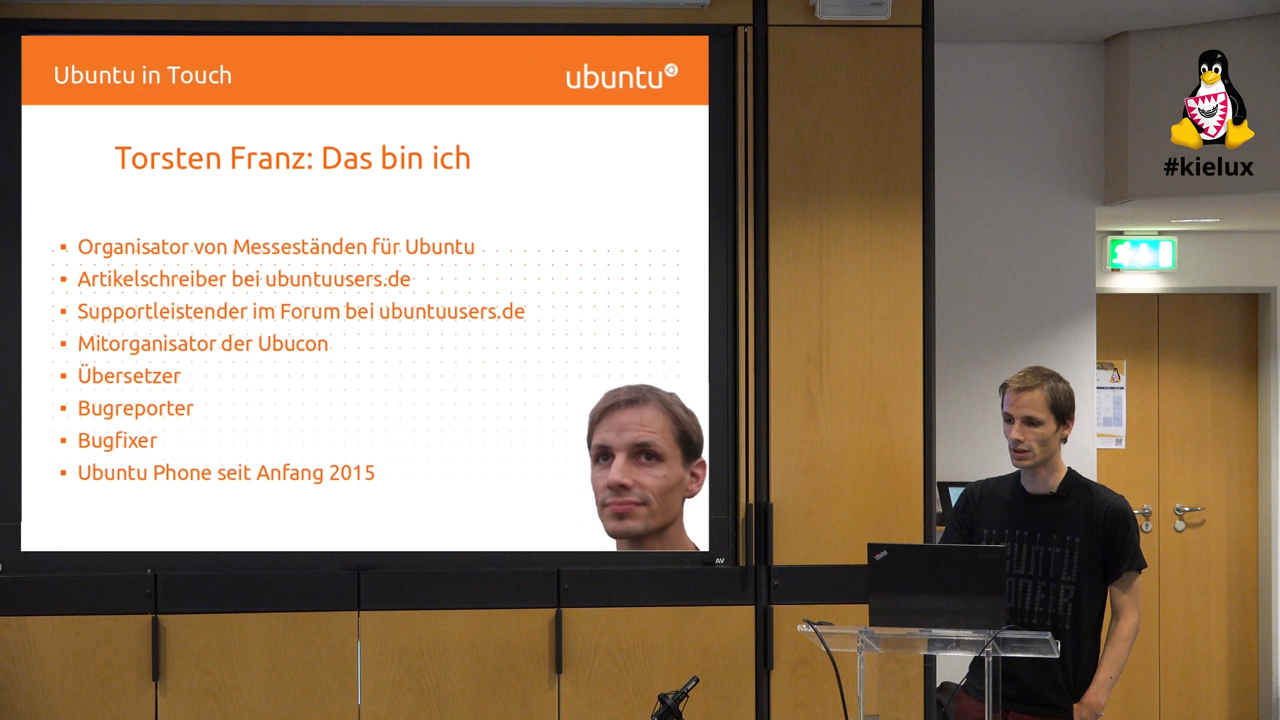 Ubuntu in Touch
ubuntu
Torsten Franz: Das bin ich
Organisator von Messeständen für Ubuntu
Artikelschreiber bei ubuntuusers.de
Supportleistender im Forum bei ubuntuusers.de
Mitorganisator der Ubucon
Übersetzer
Bugreporter
Bugfixer
Ubuntu Phone seit Anfang 2015
#kielux
AV